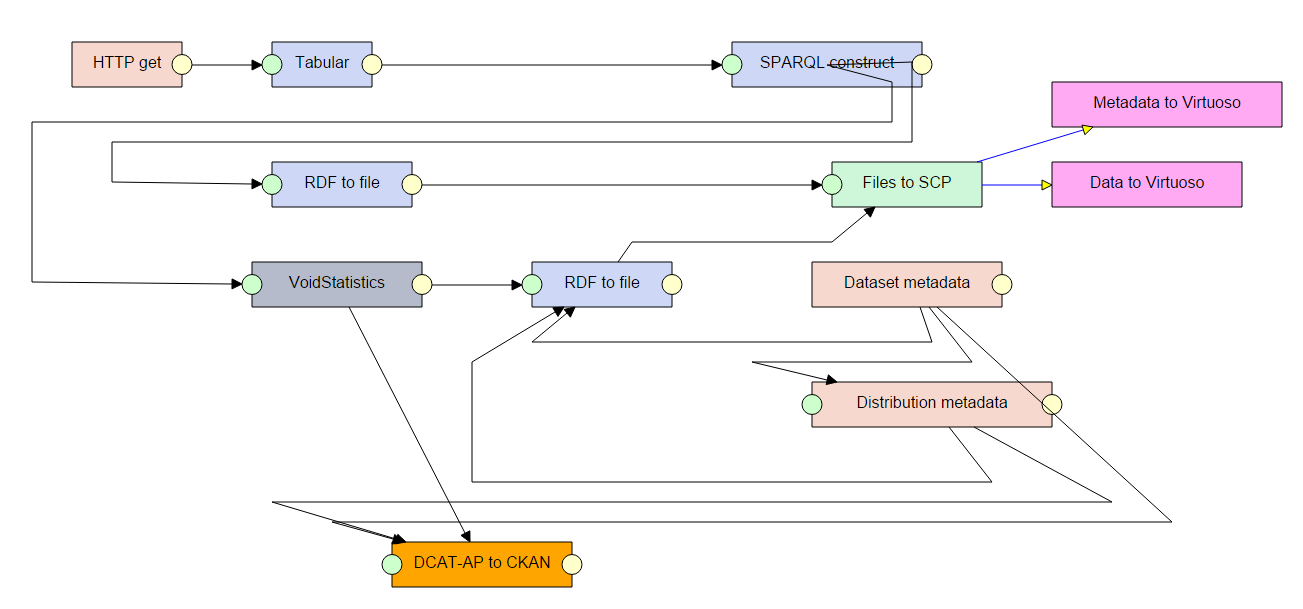 HTTP get
Tabular
SPARQL construct
Metadata to Virtuoso
RDF to file
Files to SCP
Data to Virtuoso
VoidStatistics
RDF to file
Dataset metadata
Distribution metadata
DCAT-AP to CKAN